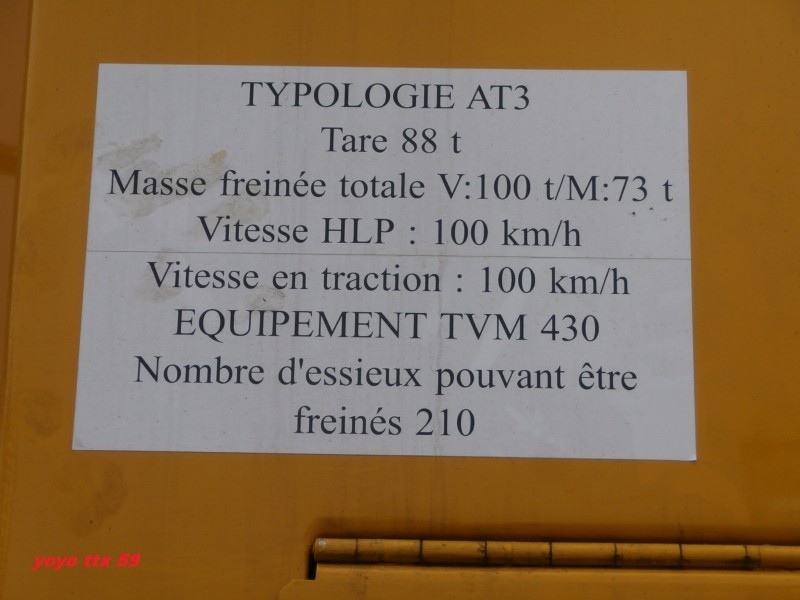 TYPOLOGIE AT3
Tare 88 t
Masse freinée totale V:100 t/M:73 t
Vitesse HLP : 100 km/h
Vitesse en traction : 100 km/h
EQUIPEMENT TVM 430
Nombre d'essieux pouvant être
freinés 210
yoyo ttx 59